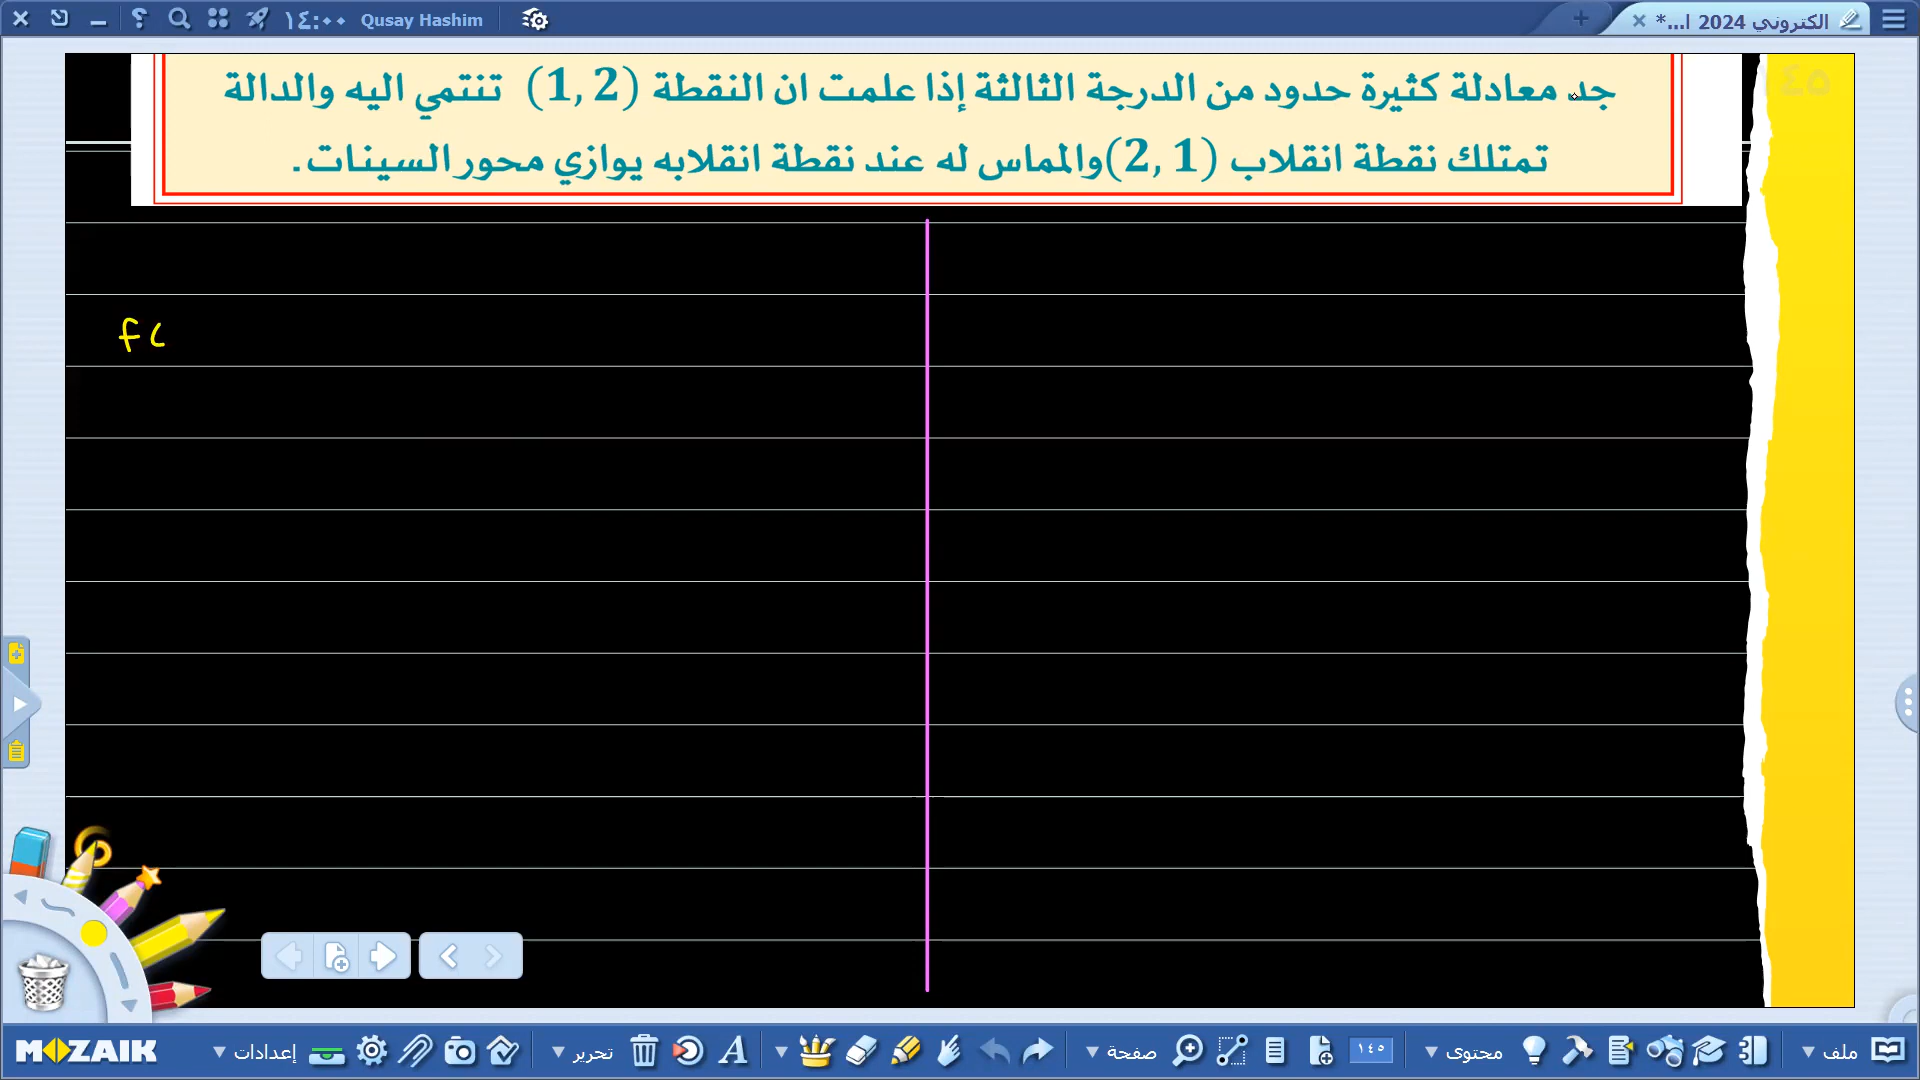 ١٤:٠٠ Qusay Hashim
الكتروني 2024 ا...*
١٤٥
جد معادلة كثيرة حدود من الدرجة الثالثة إذا علمت ان النقطة (1, 2) تنتمي اليه والدالة
تمتلك نقطة انقلاب (2, 1)والمماس له عند نقطة انقلابه يوازي محور السينات.
f(
MOZAIK
إعدادات
تحرير
صفحة
١٤٥
محتوى
ملف